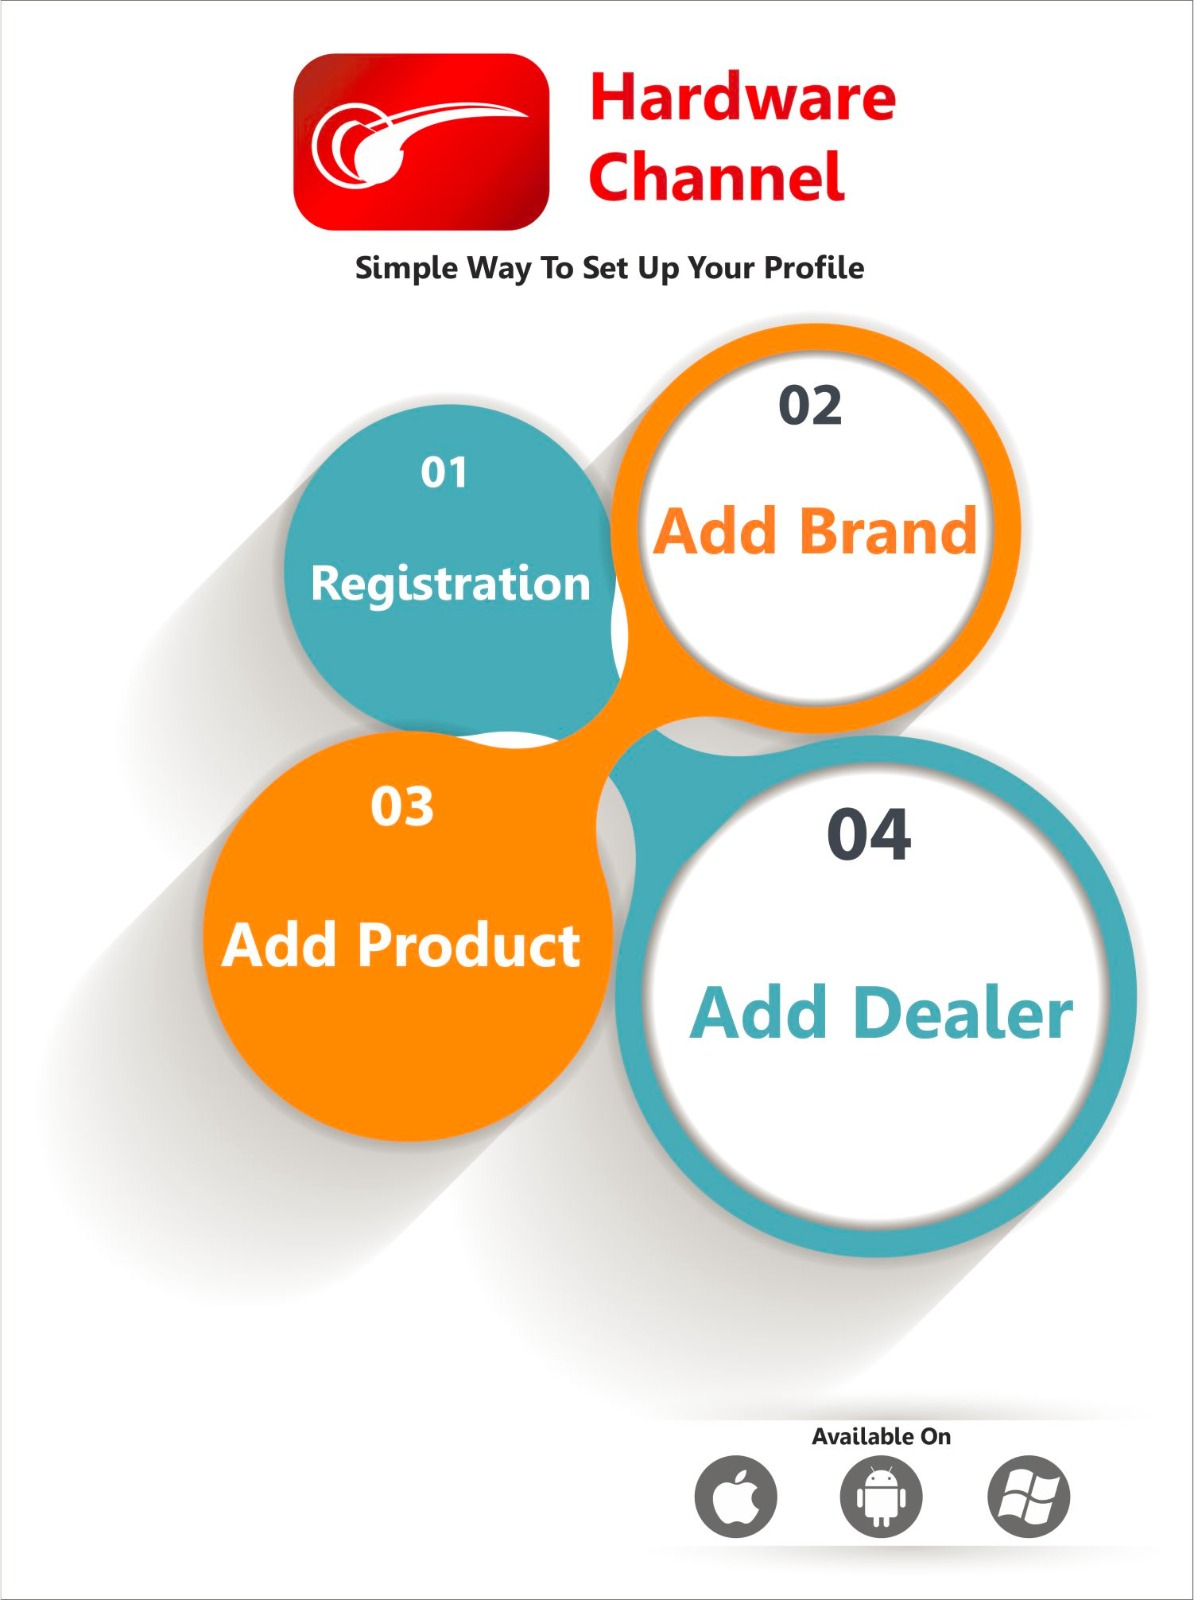 Hardware
Channel
Simple Way To Set Up Your Profile
01
Registration
02
Add Brand
03
Add Product
04
Add Dealer
Available On